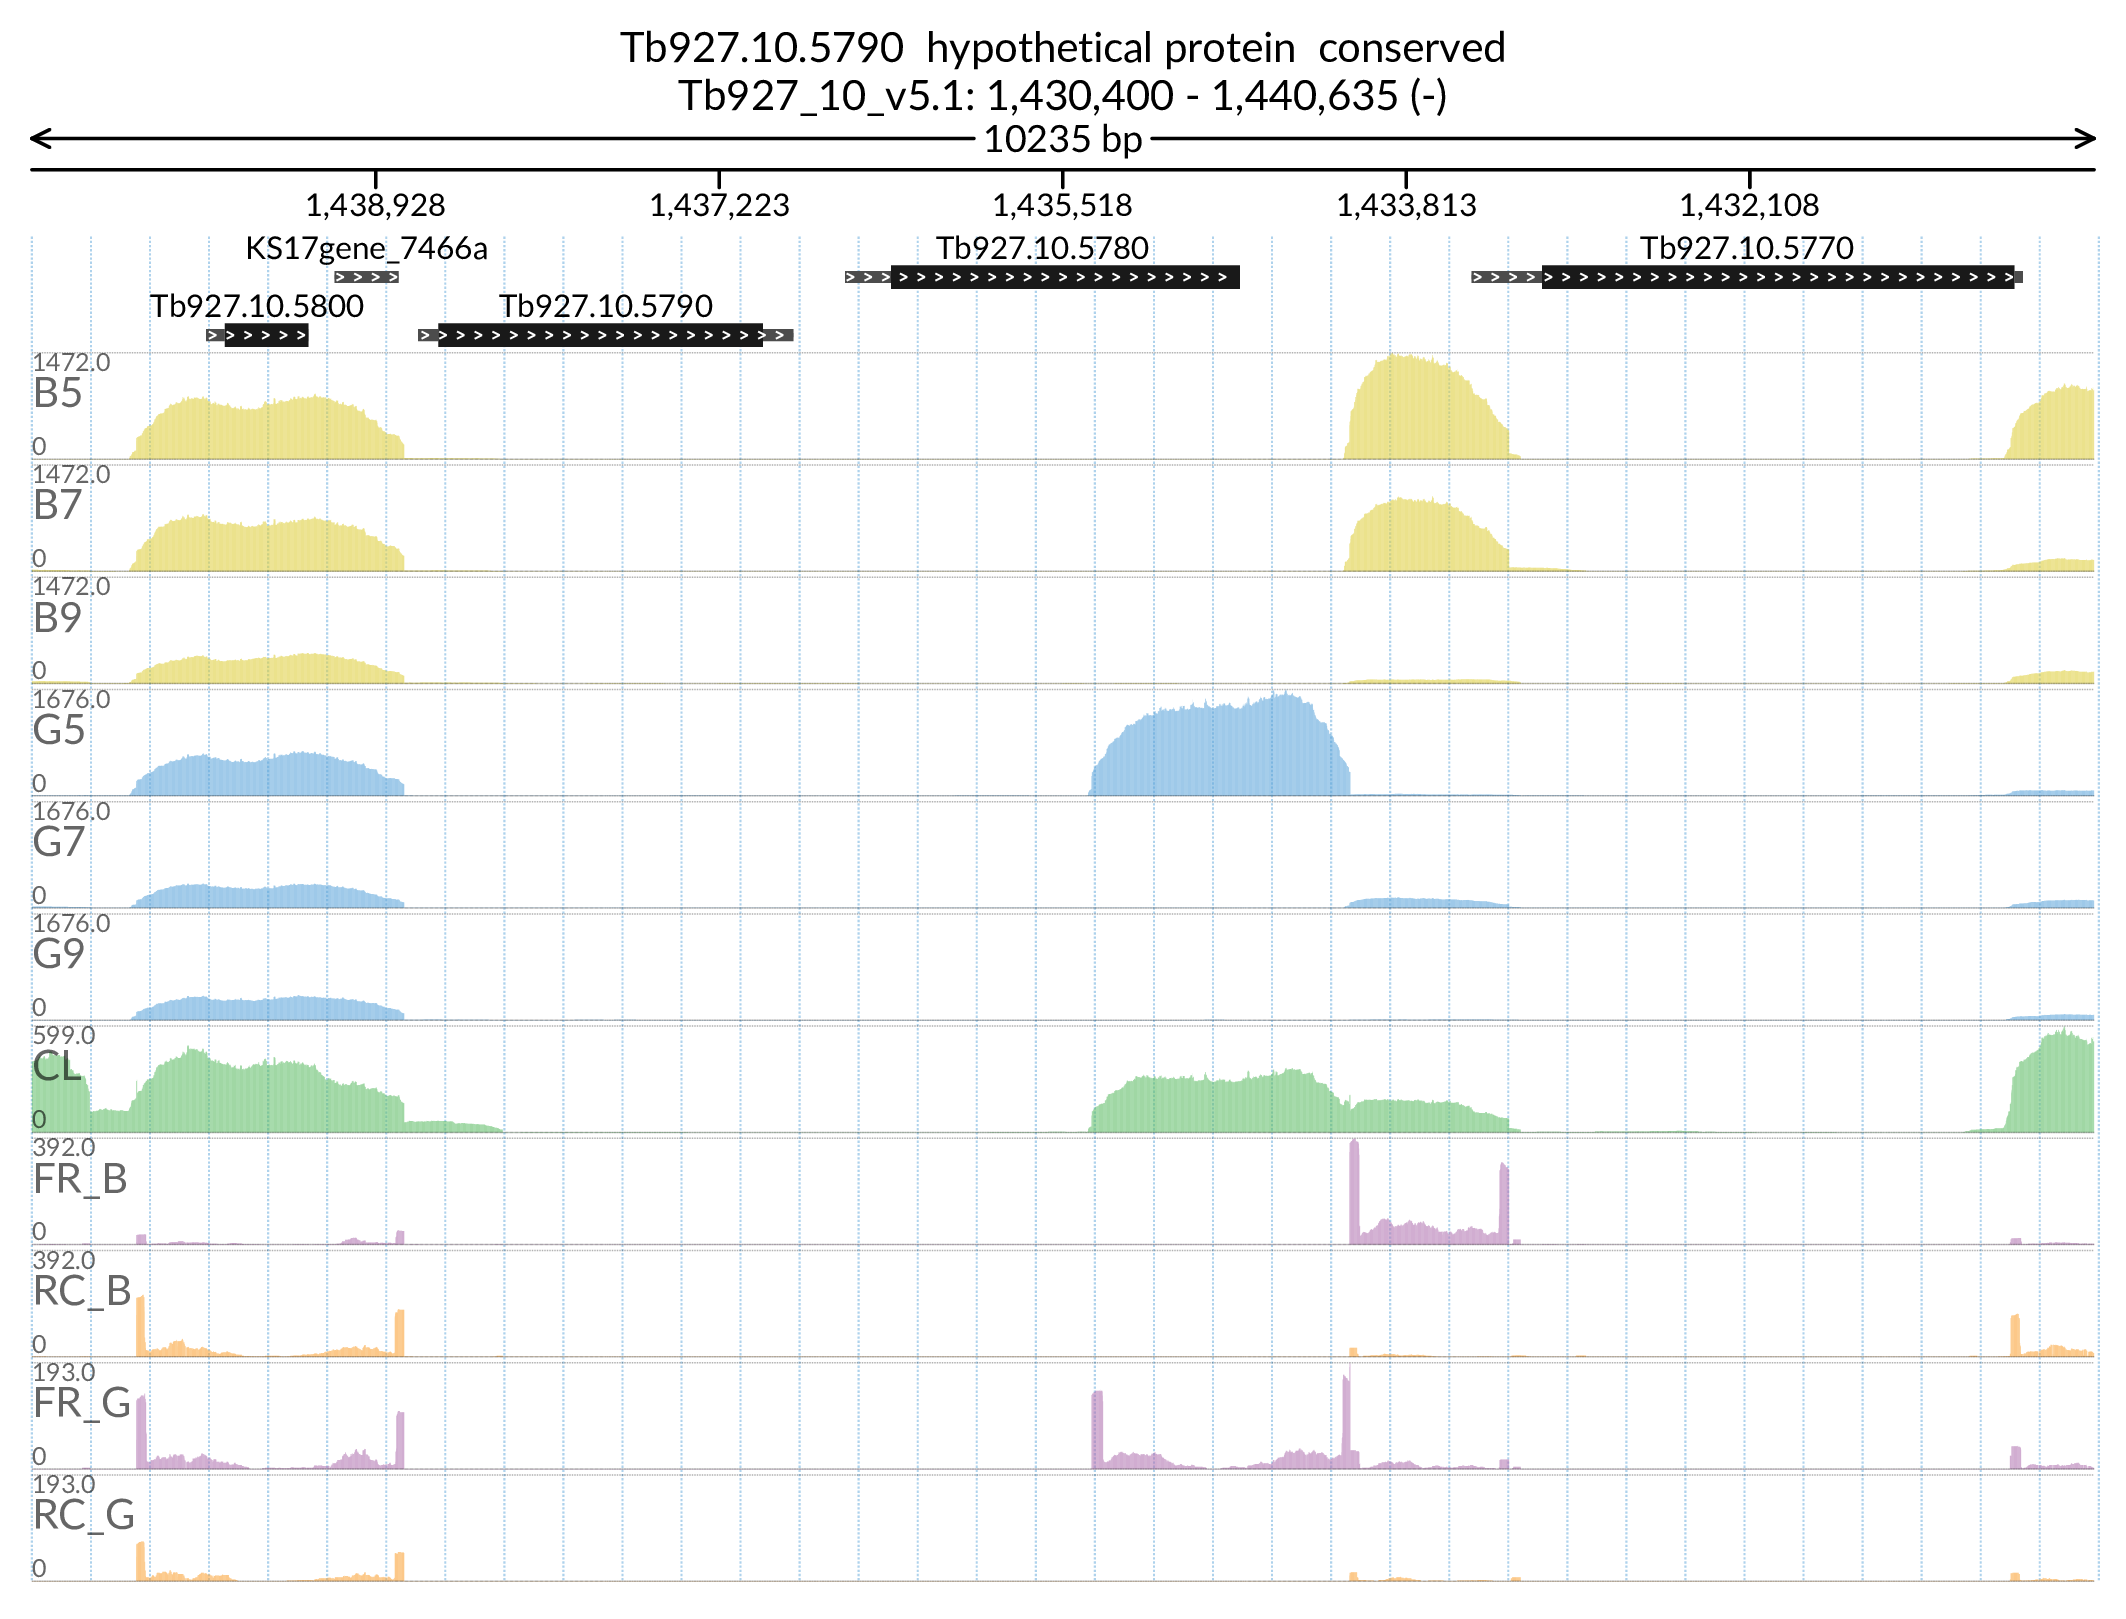 Tb927.10.5790  hypothetical protein  conserved
Tb927_10_v5.1: 1,430,400 - 1,440,635 (-)
10235 bp
1,438,928 1,437,223 1,435,518 1,433,813 1,432,108
KS17gene_7466a Tb927.10.5780 Tb927.10.5770
Tb927.10.5800 Tb927.10.5790
1472.0
B5
0
1472.0
B7
0
1472.0
B9
0
1676.0
G5
0
1676.0
G7
0
1676.0
G9
0
599.0
CL
0
392.0
FR_B
0
392.0
RC_B
0
193.0
FR_G
0
193.0
RC_G
0